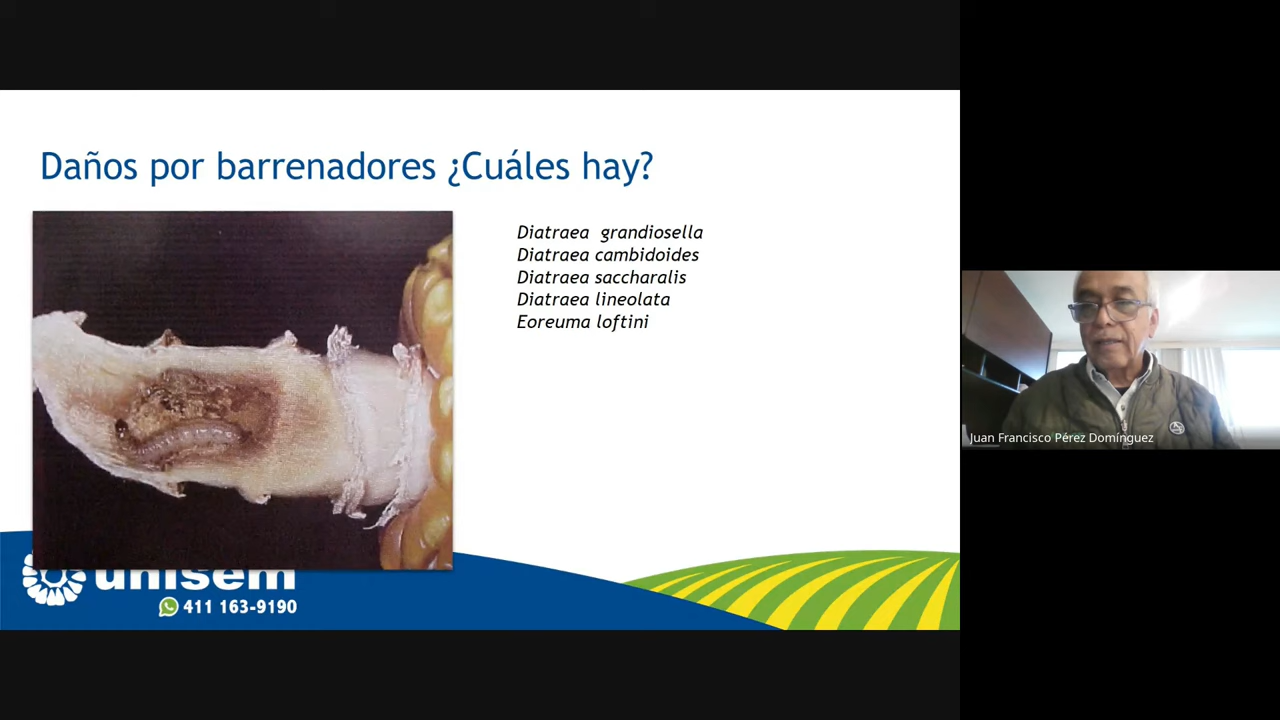 Daños por barrenadores ¿Cuáles hay?
Diatraea grandiosella
Diatraea cambidoides
Diatraea saccharalis
Diatraea lineolata
Eoreuma loftini
unisem
411 163-9190
Juan Francisco Pérez Domínguez